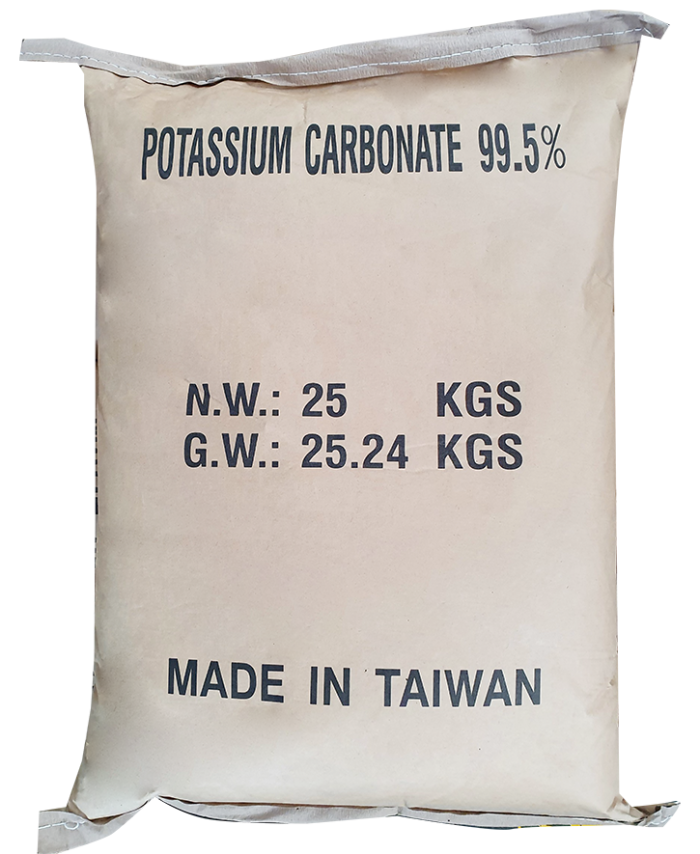 POTASSIUM CARBONATE 99.5%
N.W.: 25 KGS
G.W.: 25.24 KGS
MADE IN TAIWAN